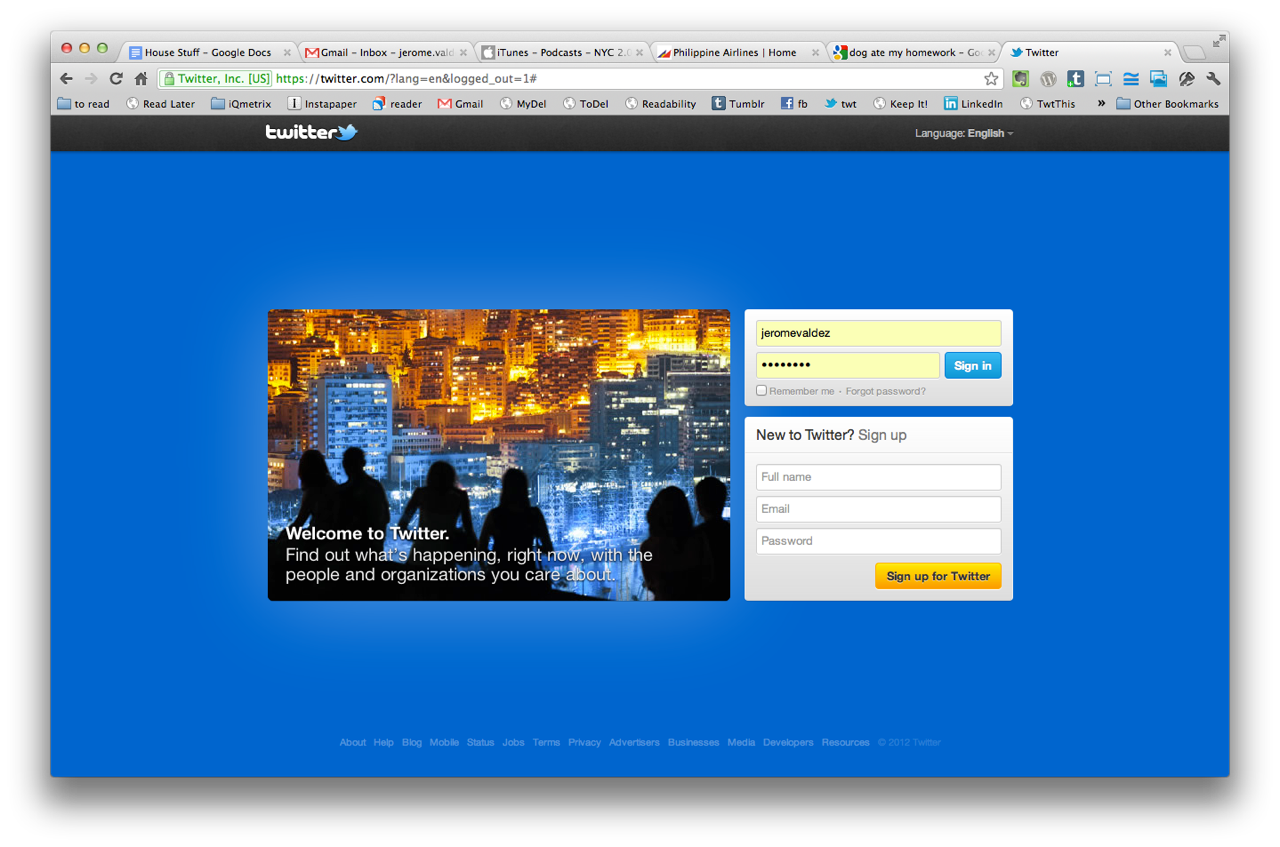 House Stuff - Google Docs
Gmail - Inbox - jerome.vald
iTunes - Podcasts - NYC 2.0
Philippine Airlines | Home
dog ate my homework - Goo
Twitter
Twitter, Inc. [US] https://twitter.com/?lang=en&logged_out=1#
to read Read Later iQmetrix Instapaper reader Gmail MyDel ToDel Readability Tumblr fb twt Keep It! LinkedIn TwtThis » Other Bookmarks
twitter
Language: English
jeromevaldez
••••••••
Sign in
Remember me · Forgot password?
New to Twitter? Sign up
Full name
Email
Password
Sign up for Twitter
Welcome to Twitter.
Find out what's happening, right now, with the
people and organizations you care about.
About Help Blog Mobile Status Jobs Terms Privacy Advertisers Businesses Media Developers Resources © 2012 Twitter